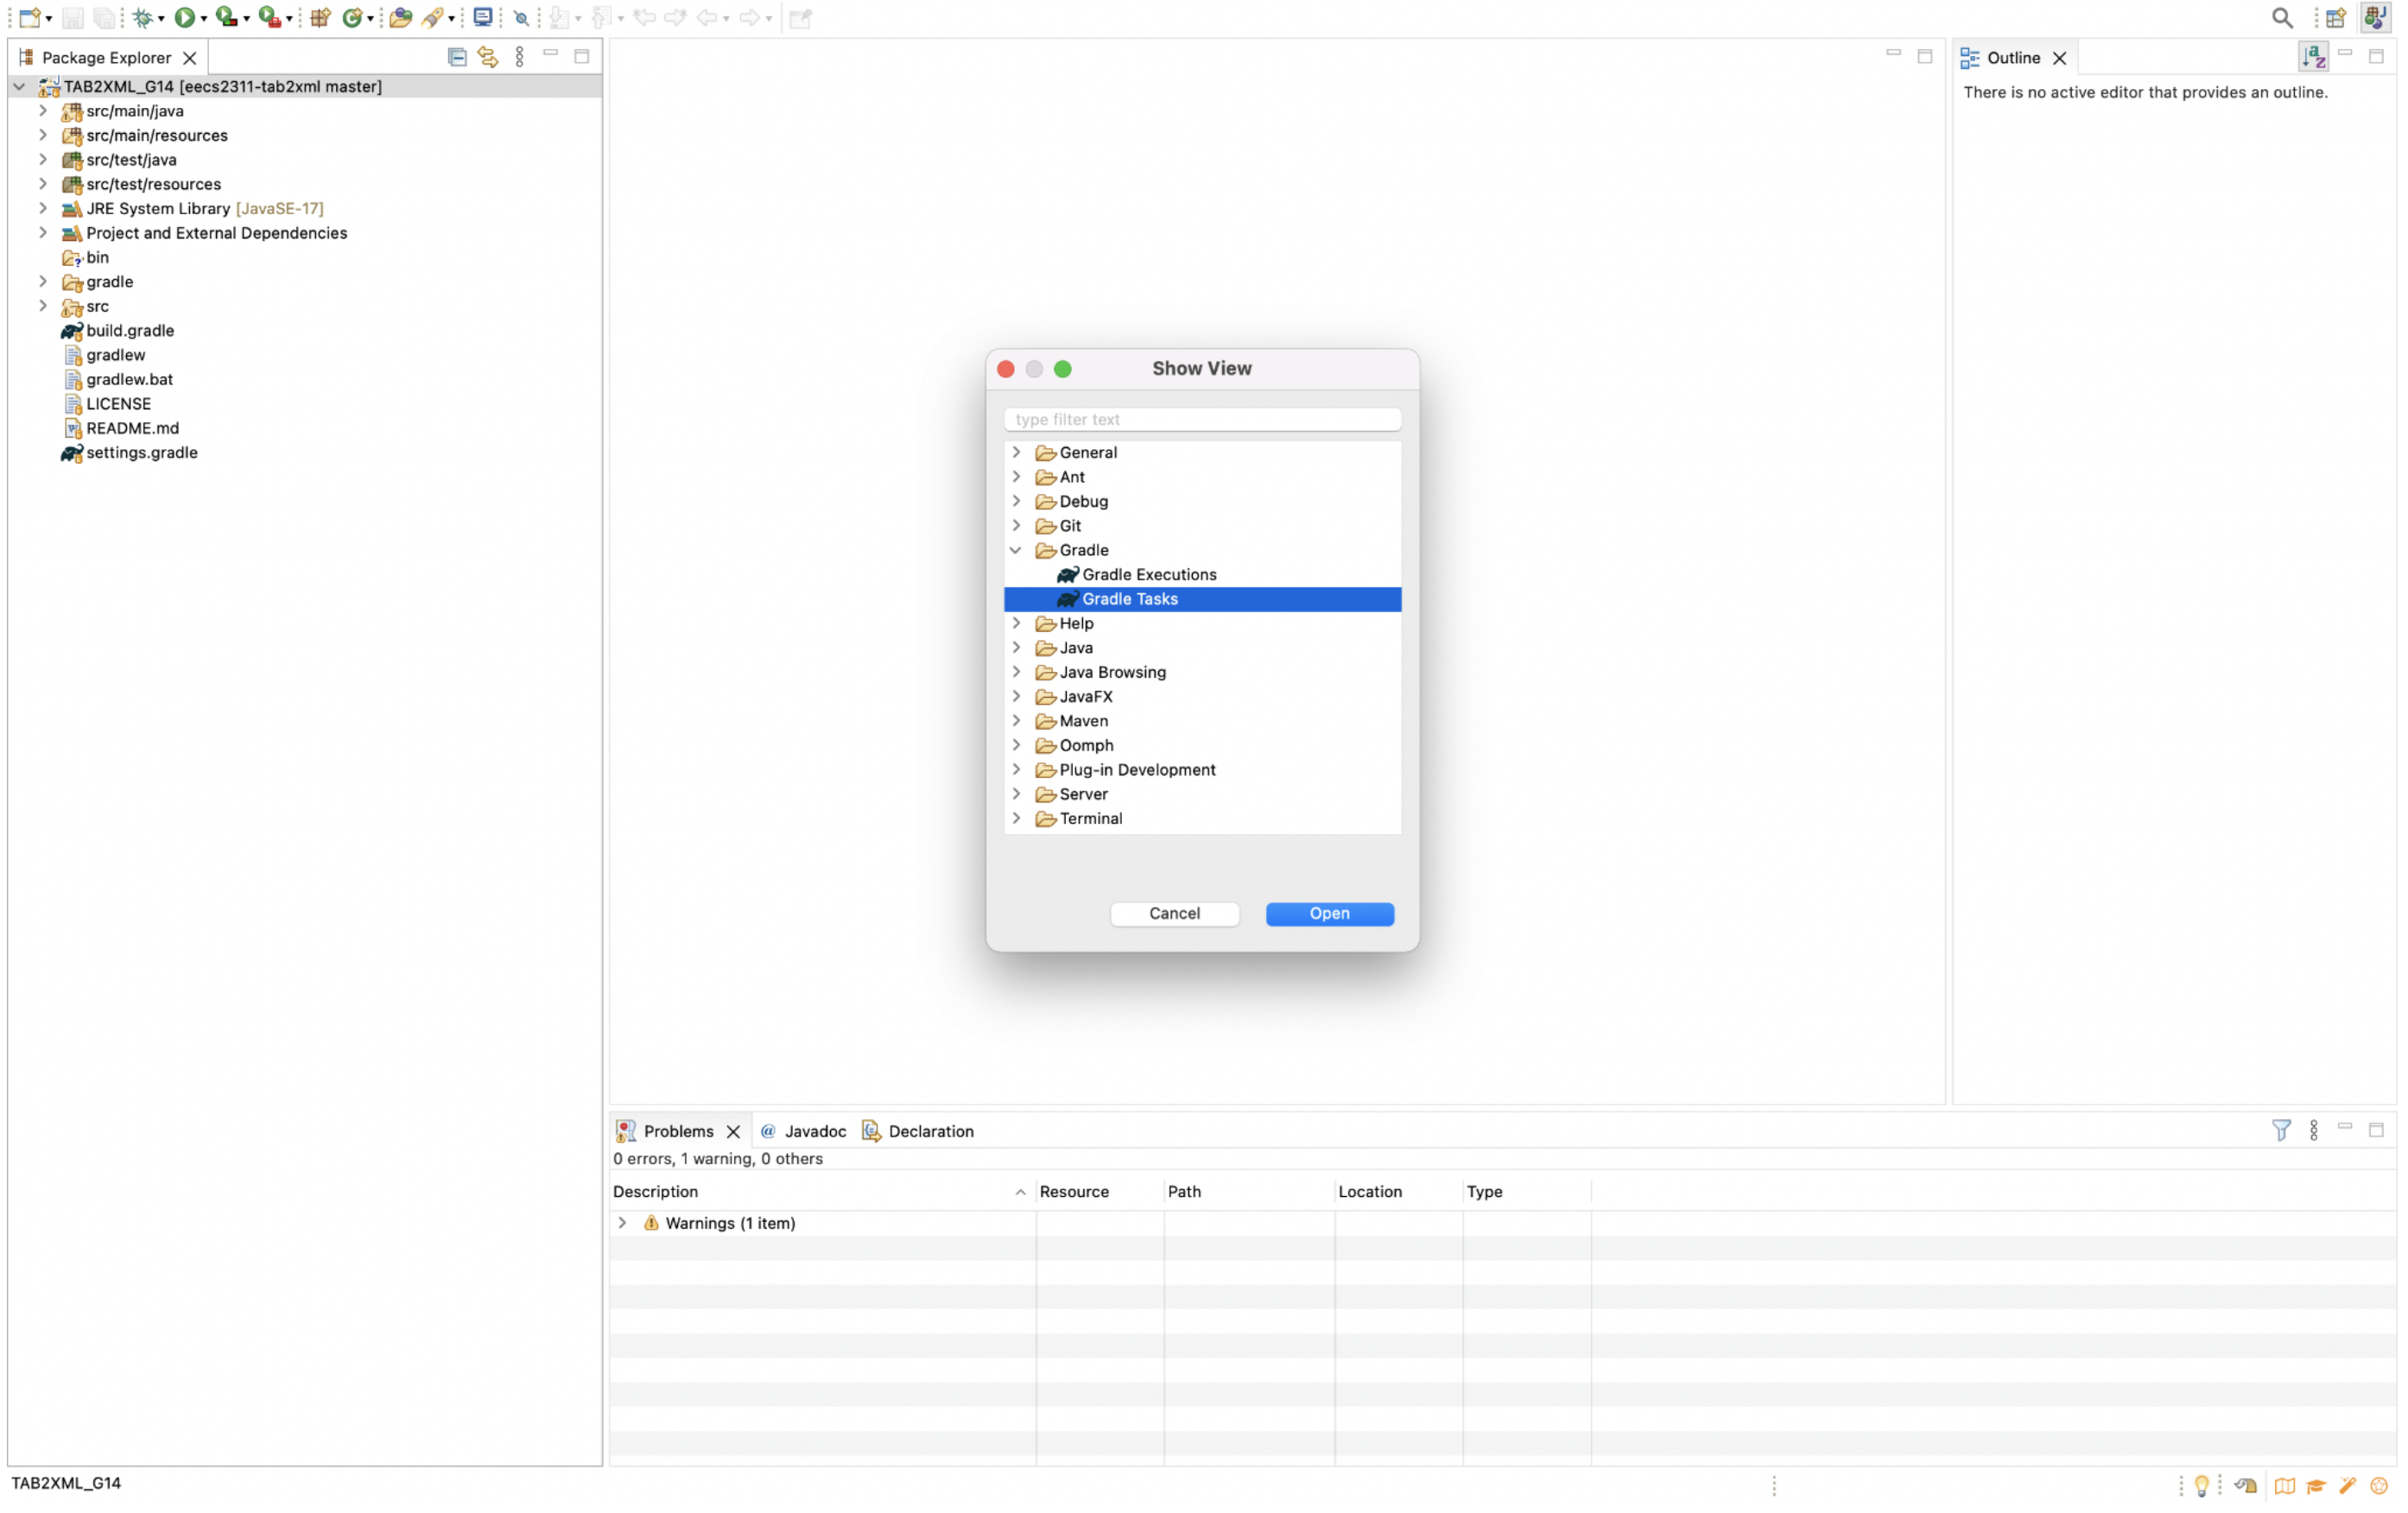 Package Explorer
TAB2XML_G14 [eecs2311-tab2xml master]
src/main/java
src/main/resources
src/test/java
src/test/resources
JRE System Library [JavaSE-17]
Project and External Dependencies
bin
gradle
src
build.gradle
gradlew
gradlew.bat
LICENSE
README.md
settings.gradle
Outline
There is no active editor that provides an outline.
Show View
type filter text
General
Ant
Debug
Git
Gradle
Gradle Executions
Gradle Tasks
Help
Java
Java Browsing
JavaFX
Maven
Oomph
Plug-in Development
Server
Terminal
Cancel Open
Problems @ Javadoc Declaration
0 errors, 1 warning, 0 others
Description Resource Path Location Type
Warnings (1 item)
TAB2XML_G14